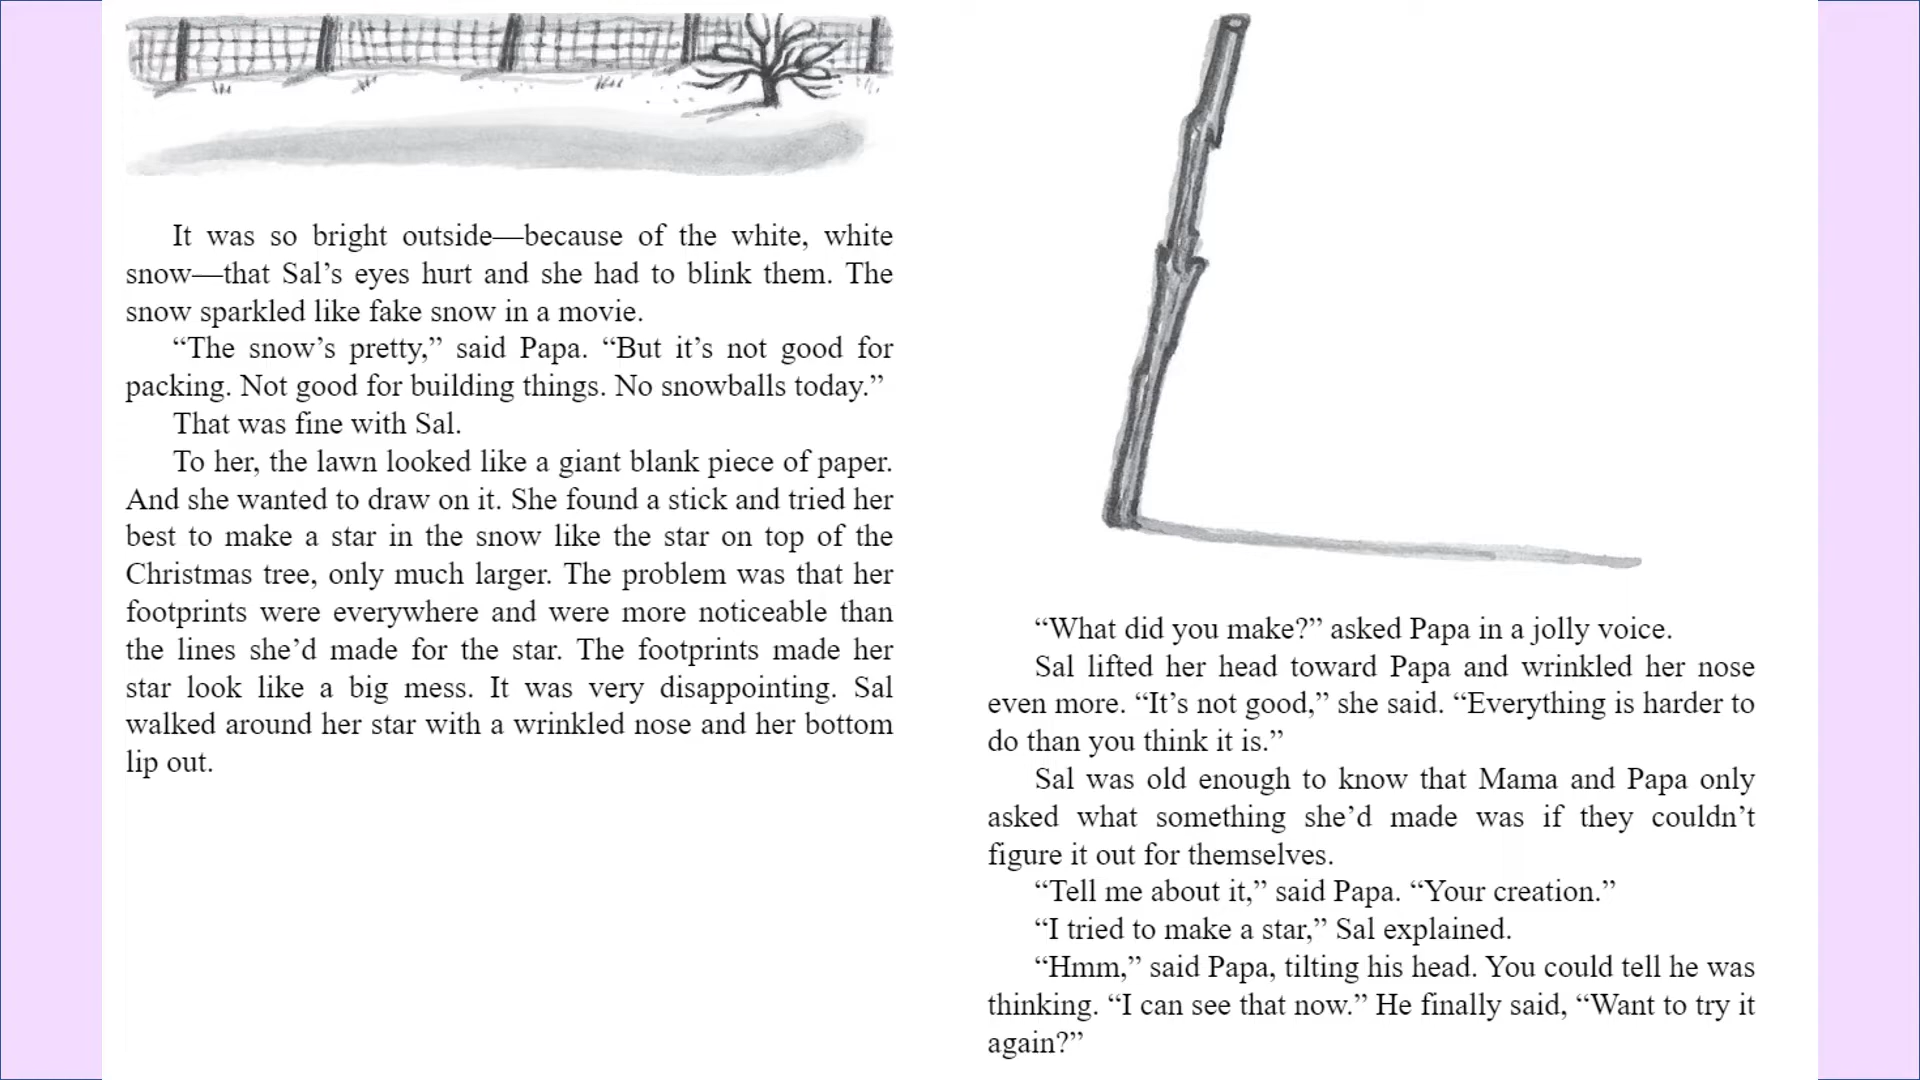 It was so bright outside—because of the white, white
snow—that Sal’s eyes hurt and she had to blink them. The
snow sparkled like fake snow in a movie.
“The snow’s pretty,” said Papa. “But it’s not good for
packing. Not good for building things. No snowballs today.”
That was fine with Sal.
To her, the lawn looked like a giant blank piece of paper.
And she wanted to draw on it. She found a stick and tried her
best to make a star in the snow like the star on top of the
Christmas tree, only much larger. The problem was that her
footprints were everywhere and were more noticeable than
the lines she’d made for the star. The footprints made her
star look like a big mess. It was very disappointing. Sal
walked around her star with a wrinkled nose and her bottom
lip out.
“What did you make?” asked Papa in a jolly voice.
Sal lifted her head toward Papa and wrinkled her nose
even more. “It’s not good,” she said. “Everything is harder to
do than you think it is.”
Sal was old enough to know that Mama and Papa only
asked what something she’d made was if they couldn’t
figure it out for themselves.
“Tell me about it,” said Papa. “Your creation.”
“I tried to make a star,” Sal explained.
“Hmm,” said Papa, tilting his head. You could tell he was
thinking. “I can see that now.” He finally said, “Want to try it
again?”